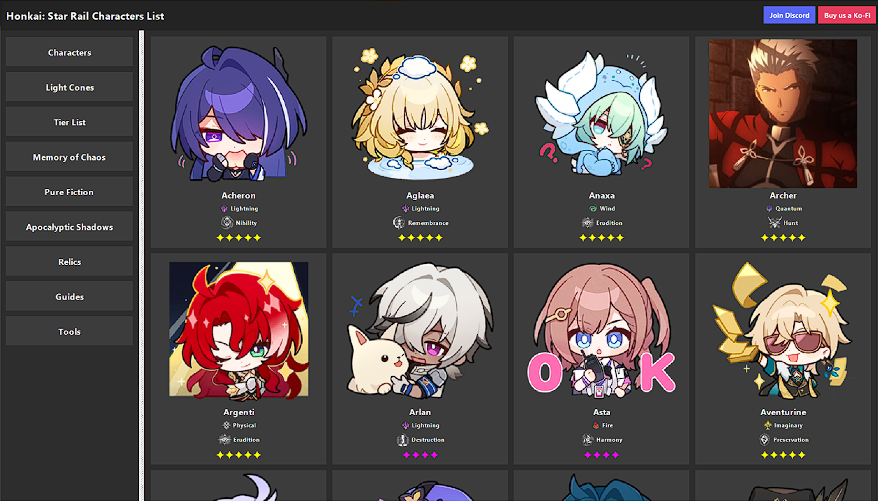 Honkai: Star Rail Characters List
Join Discord
Buy us a Ko-Fi
Characters
Light Cones
Tier List
Memory of Chaos
Pure Fiction
Apocalyptic Shadows
Relics
Guides
Tools
Acheron
Lightning
Nihility
Aglaea
Lightning
Remembrance
Anaxa
Wind
Erudition
Archer
Quantum
Hunt
Argenti
Physical
Erudition
Arlan
Lightning
Destruction
OK
Asta
Fire
Harmony
Aventurine
Imaginary
Preservation